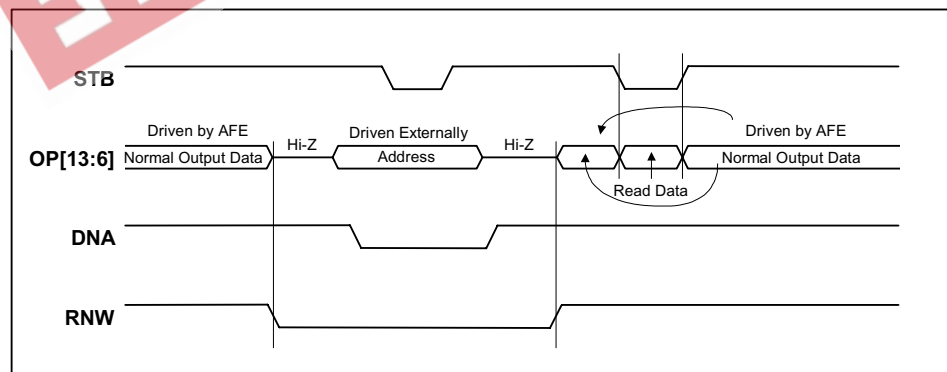 STB
Driven by AFE
Hi-Z
Driven Externally
Hi-Z
Driven by AFE
OP[13:6]
Normal Output Data
Address
Normal Output Data
Read Data
DNA
RNW